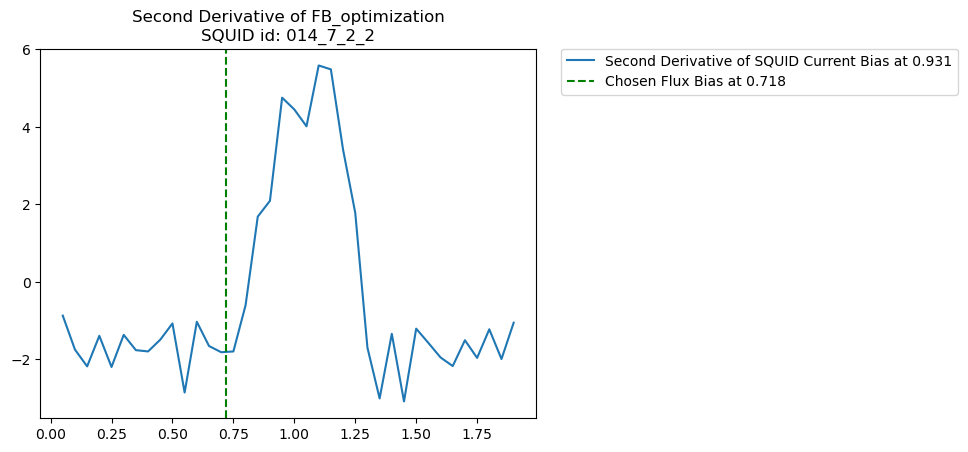 Second Derivative of FB_optimization
SQUID id: 014_7_2_2
Second Derivative of SQUID Current Bias at 0.931
Chosen Flux Bias at 0.718
6
4
2
0
−2
0.00 0.25 0.50 0.75 1.00 1.25 1.50 1.75